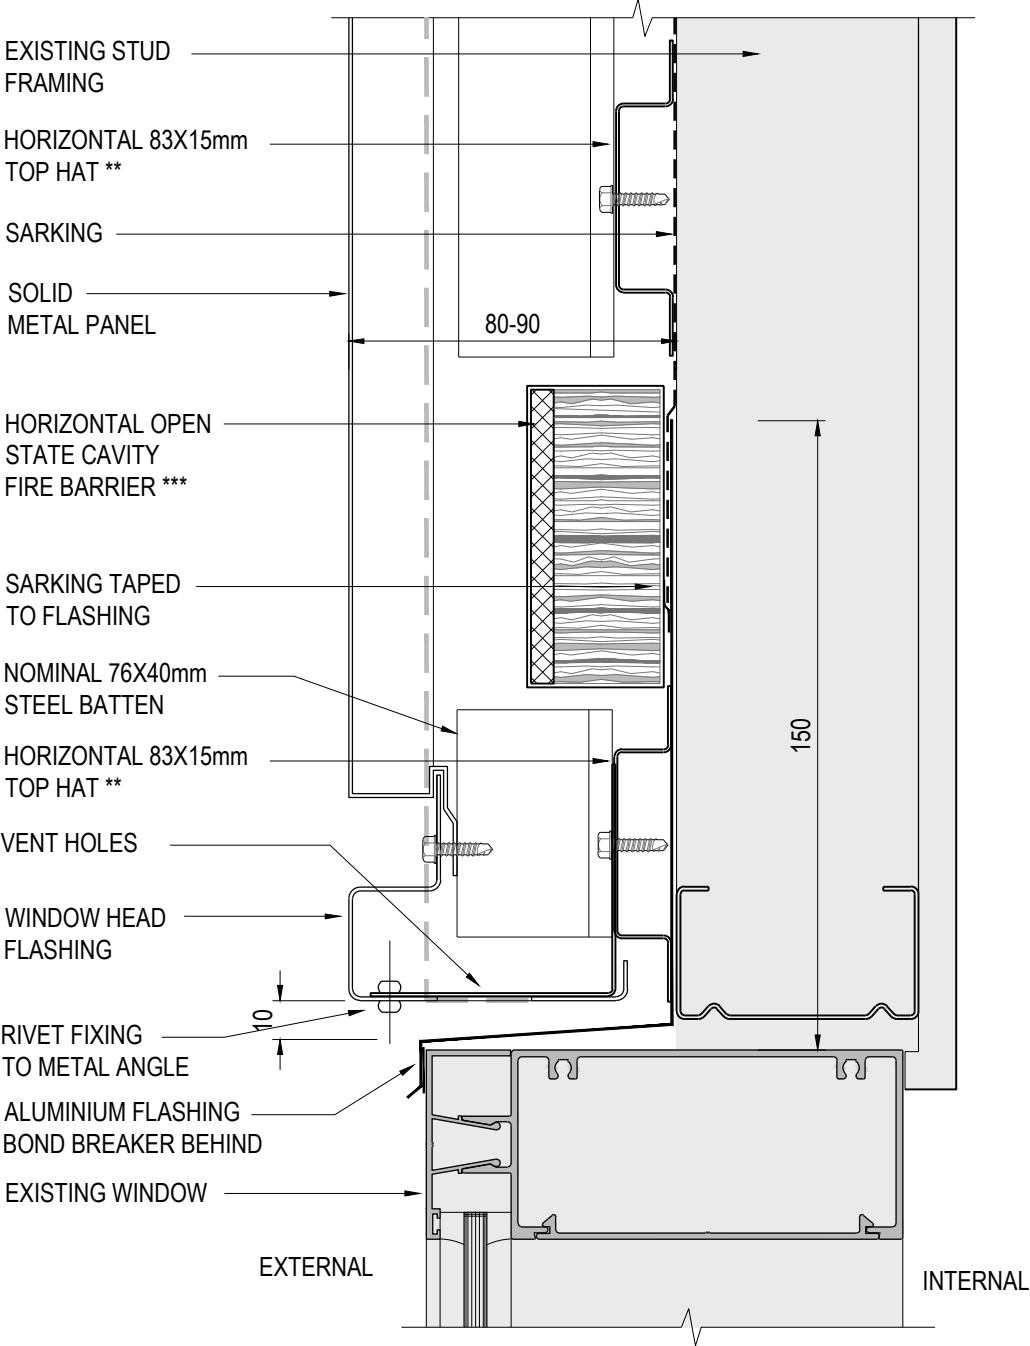 EXISTING STUD
FRAMING
HORIZONTAL 83X15mm
TOP HAT **
SARKING
SOLID
METAL PANEL
80-90
HORIZONTAL OPEN
STATE CAVITY
FIRE BARRIER ***
SARKING TAPED
TO FLASHING
NOMINAL 76X40mm
STEEL BATTEN
150
HORIZONTAL 83X15mm
TOP HAT **
VENT HOLES
WINDOW HEAD
FLASHING
10
RIVET FIXING
TO METAL ANGLE
ALUMINIUM FLASHING
BOND BREAKER BEHIND
EXISTING WINDOW
EXTERNAL
INTERNAL